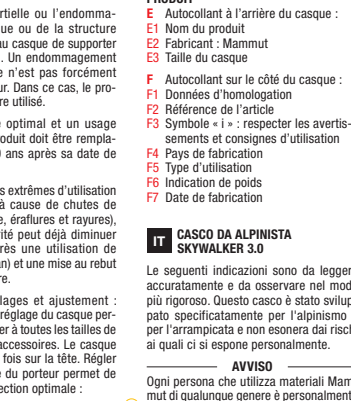 rtielle ou l'endomma-
que ou de la structure
au casque de supporter
. Un endommagement
e n'est pas forcément
ur. Dans ce cas, le pro-
re utilisé.
e optimal et un usage
oduit doit être rempla-
0 ans après sa date de
s extrêmes d'utilisation
à cause de chutes de
e, éraflures et rayures),
vité peut déjà diminuer
rès une utilisation de
an) et une mise au rebut
re.
lages et ajustement :
réglage du casque per-
er à toutes les tailles de
accessoires. Le casque
fois sur la tête. Régler
e du porteur permet de
ection optimale :
PRODUIT
E Autocollant à l'arrière du casque :
E1 Nom du produit
E2 Fabricant : Mammut
E3 Taille du casque
F Autocollant sur le côté du casque :
F1 Données d'homologation
F2 Référence de l'article
F3 Symbole « i » : respecter les avertis-
sements et consignes d'utilisation
F4 Pays de fabrication
F5 Type d'utilisation
F6 Indication de poids
F7 Date de fabrication
IT CASCO DA ALPINISTA
SKYWALKER 3.0
Le seguenti indicazioni sono da legger
accuratamente e da osservare nel mod
più rigoroso. Questo casco è stato svilup
pato specificatamente per l'alpinismo
per l'arrampicata e non esonera dai risch
ai quali ci si espone personalmente.
AVVISO
Ogni persona che utilizza materiali Mam
mut di qualunque genere è personalment